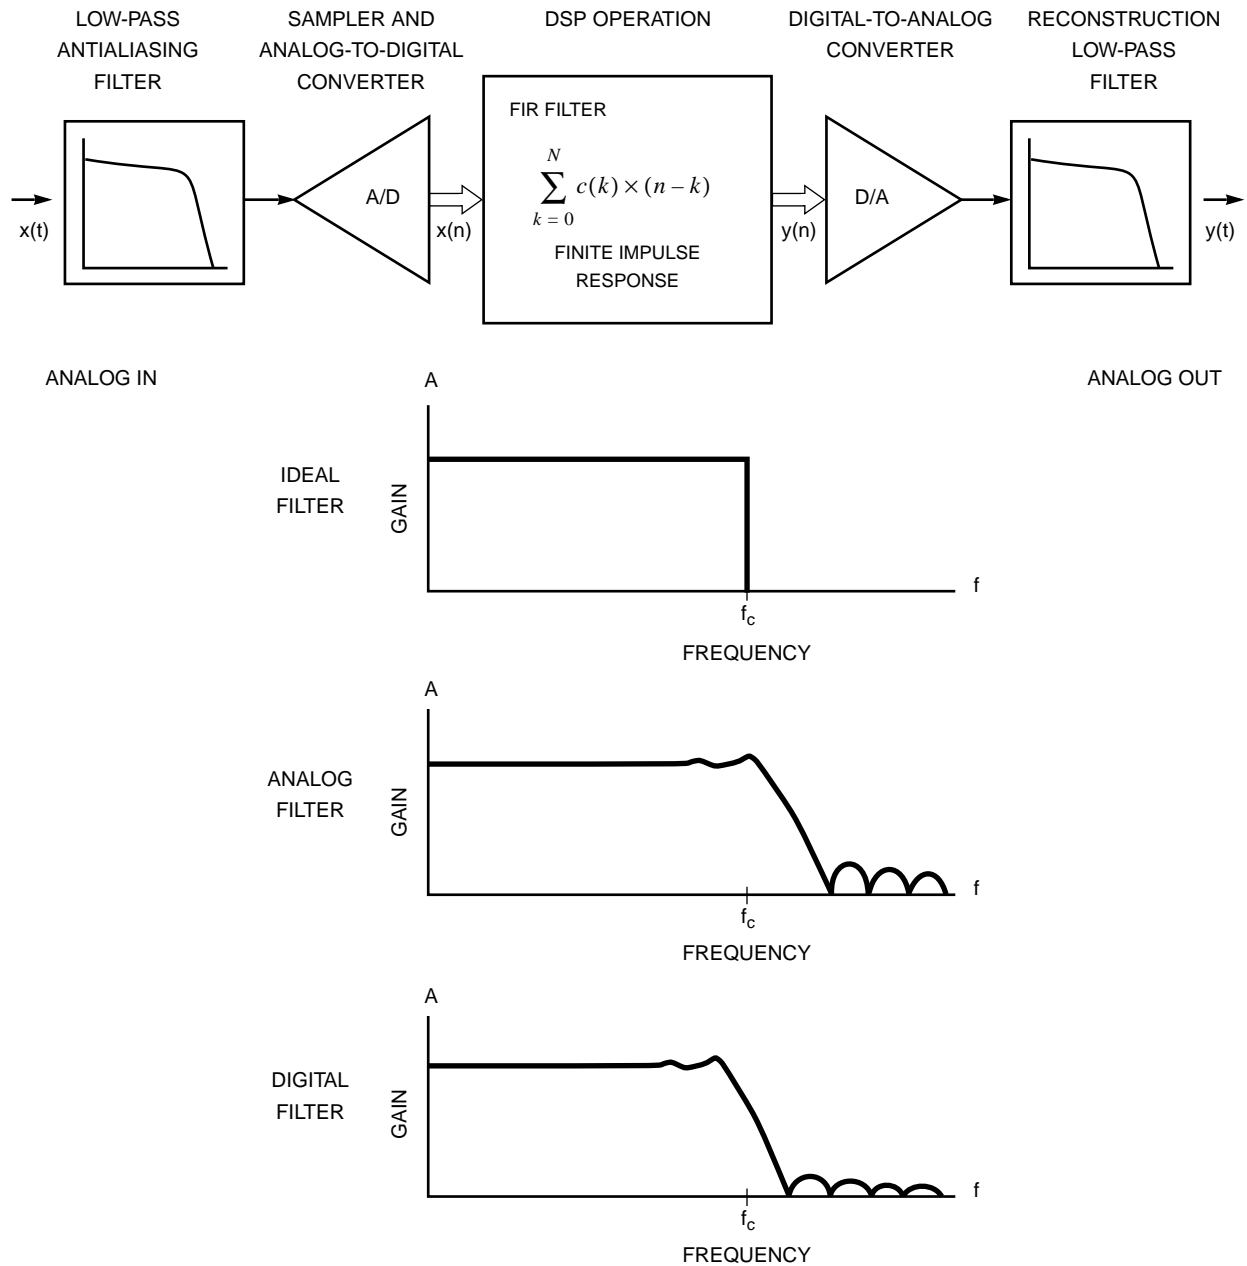 LOW-PASS
ANTIALIASING
FILTER
SAMPLER AND
ANALOG-TO-DIGITAL
CONVERTER
DSP OPERATION
DIGITAL-TO-ANALOG
CONVERTER
RECONSTRUCTION
LOW-PASS
FILTER
x(t)
A/D
x(n)
FIR FILTER
N
∑ c(k) × (n – k)
k = 0
FINITE IMPULSE
RESPONSE
y(n)
D/A
y(t)
ANALOG IN
ANALOG OUT
IDEAL
FILTER
A
GAIN
f
fc
FREQUENCY
ANALOG
FILTER
A
GAIN
f
fc
FREQUENCY
DIGITAL
FILTER
A
GAIN
f
fc
FREQUENCY